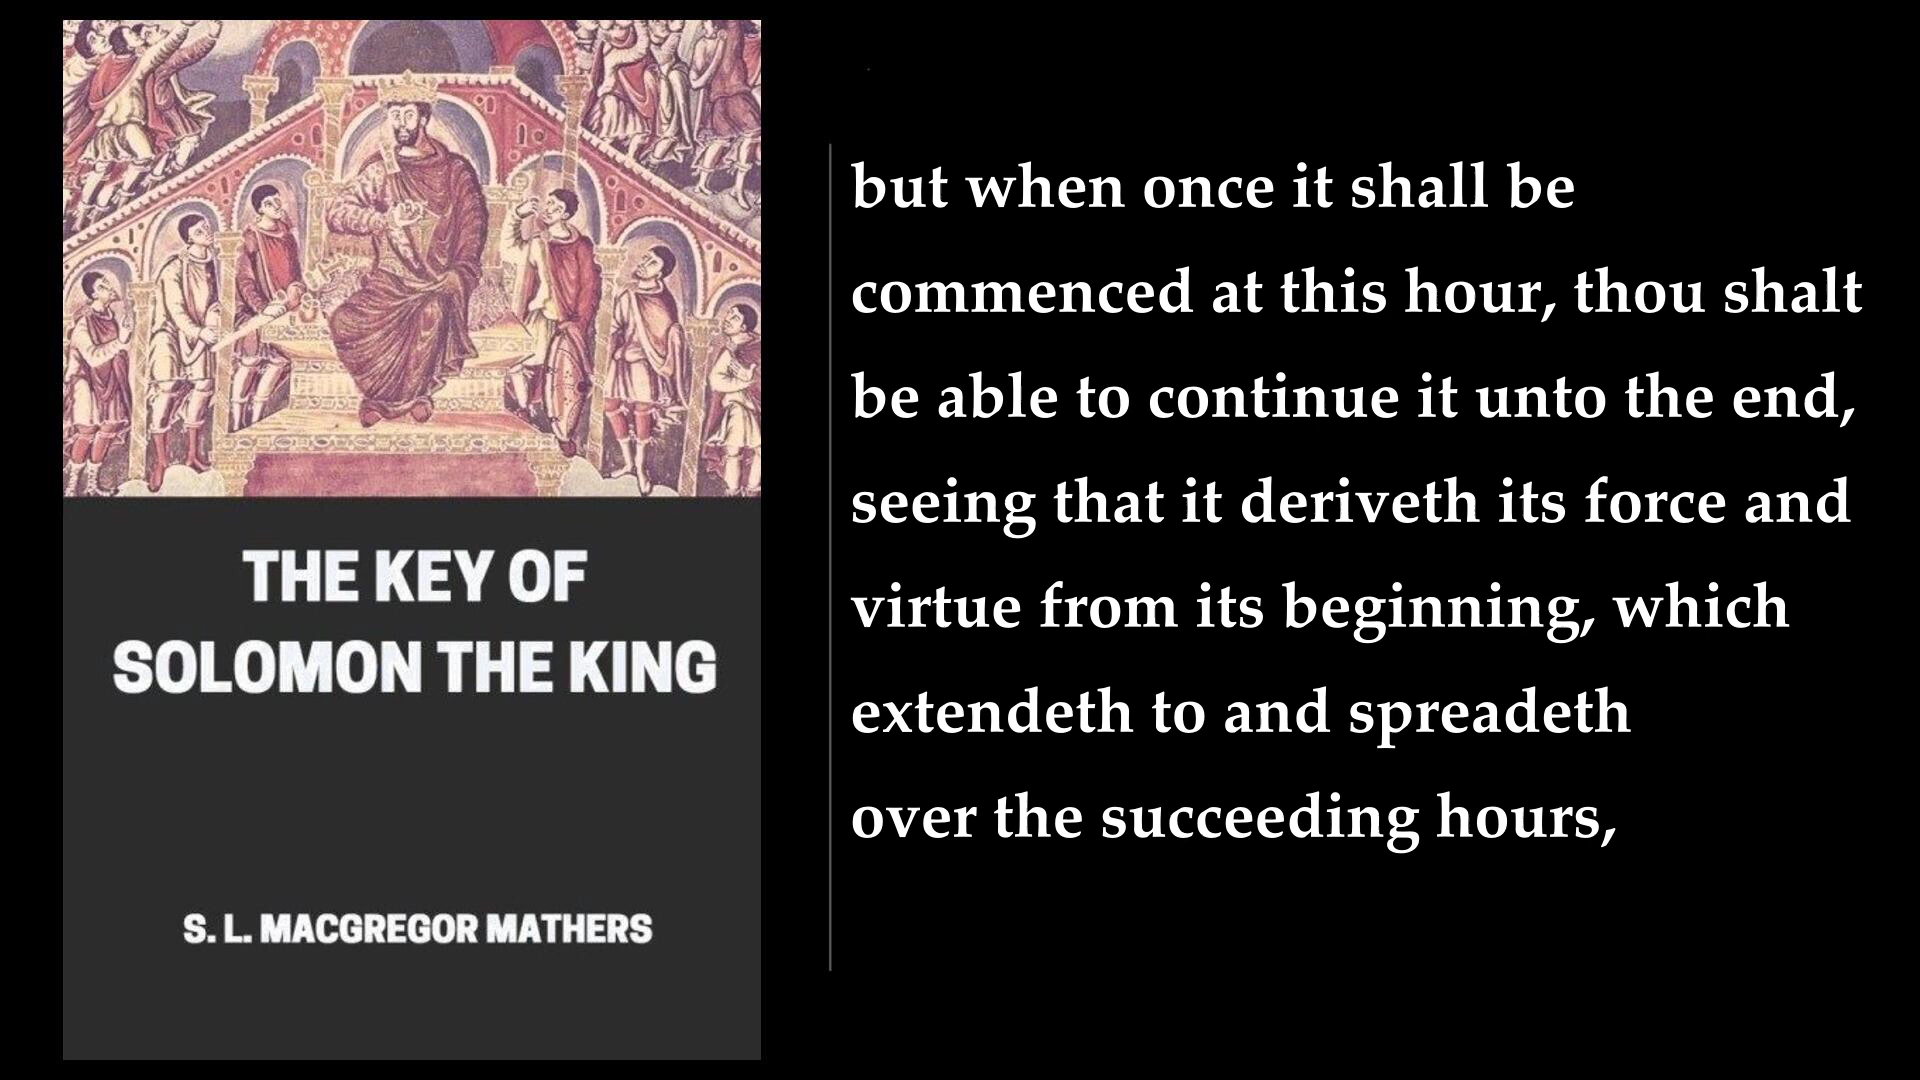 THE KEY OF
SOLOMON THE KING
S. L. MACGREGOR MATHERS
but when once it shall be
commenced at this hour, thou shalt
be able to continue it unto the end,
seeing that it deriveth its force and
virtue from its beginning, which
extendeth to and spreadeth
over the succeeding hours,